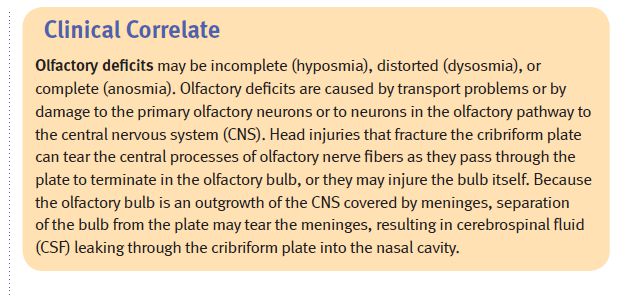 Clinical Correlate
Olfactory deficits may be incomplete (hyposmia), distorted (dysosmia), or
complete (anosmia). Olfactory deficits are caused by transport problems or by
damage to the primary olfactory neurons or to neurons in the olfactory pathway to
the central nervous system (CNS). Head injuries that fracture the cribriform plate
can tear the central processes of olfactory nerve fibers as they pass through the
plate to terminate in the olfactory bulb, or they may injure the bulb itself. Because
the olfactory bulb is an outgrowth of the CNS covered by meninges, separation
of the bulb from the plate may tear the meninges, resulting in cerebrospinal fluid
(CSF) leaking through the cribriform plate into the nasal cavity.